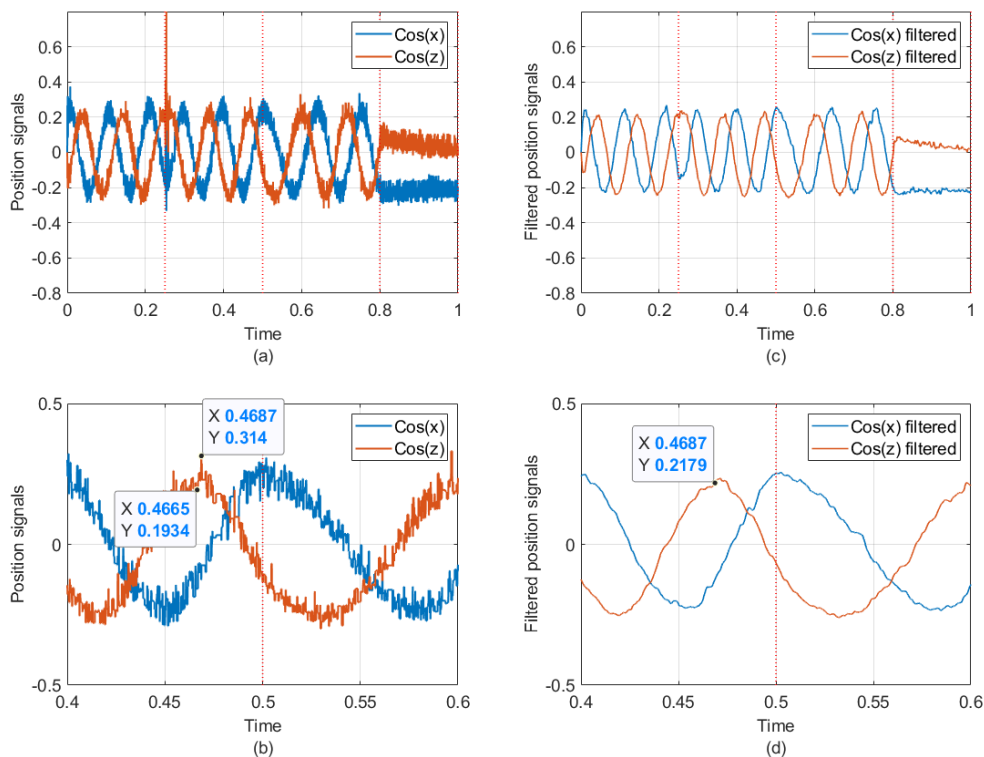 Cos(x)
Cos(z)
Position signals
0.6
0.4
0.2
0
-0.2
-0.4
-0.6
-0.8
0 0.2 0.4 0.6 0.8 1
Time
(a)
Cos(x) filtered
Cos(z) filtered
Filtered position signals
0.6
0.4
0.2
0
-0.2
-0.4
-0.6
-0.8
0 0.2 0.4 0.6 0.8 1
Time
(c)
X 0.4687
Y 0.314
X 0.4665
Y 0.1934
Cos(x)
Cos(z)
Position signals
0.5
0
-0.5
0.4 0.45 0.5 0.55 0.6
Time
(b)
X 0.4687
Y 0.2179
Cos(x) filtered
Cos(z) filtered
Filtered position signals
0.5
0
-0.5
0.4 0.45 0.5 0.55 0.6
Time
(d)